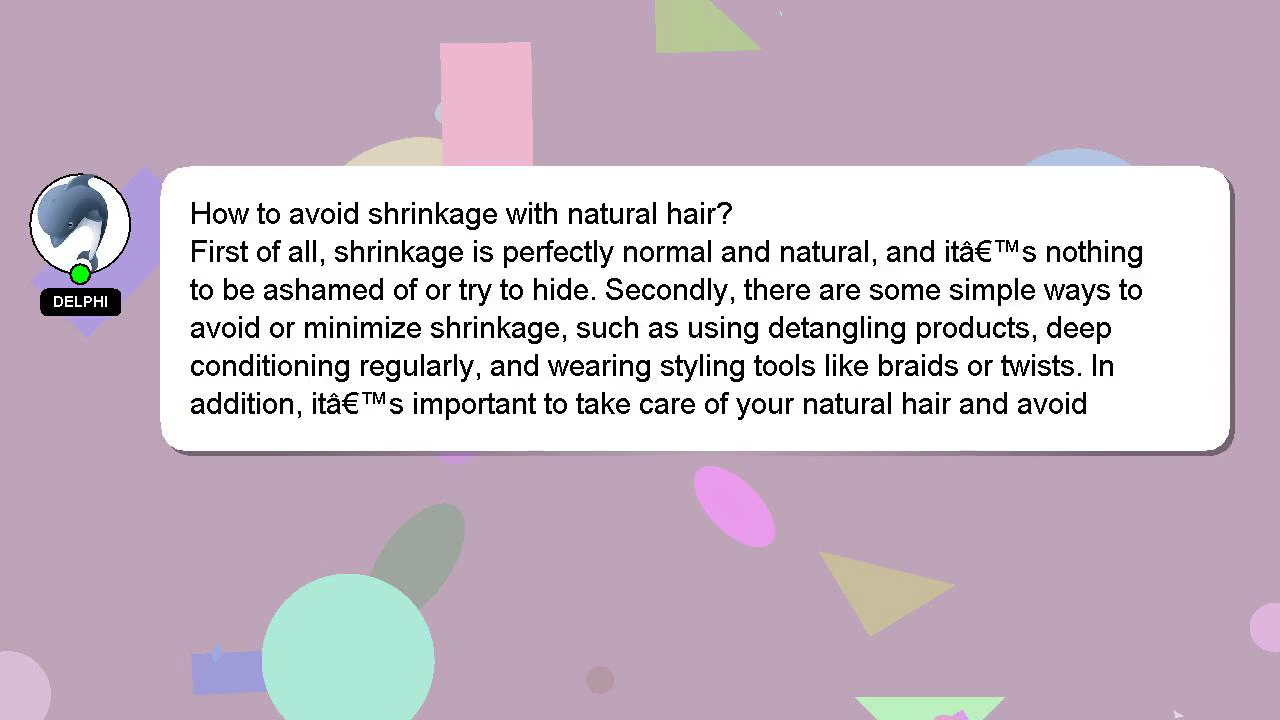 How to avoid shrinkage with natural hair?
First of all, shrinkage is perfectly normal and natural, and itâ€™s nothing
to be ashamed of or try to hide. Secondly, there are some simple ways to
avoid or minimize shrinkage, such as using detangling products, deep
conditioning regularly, and wearing styling tools like braids or twists. In
addition, itâ€™s important to take care of your natural hair and avoid
DELPHI